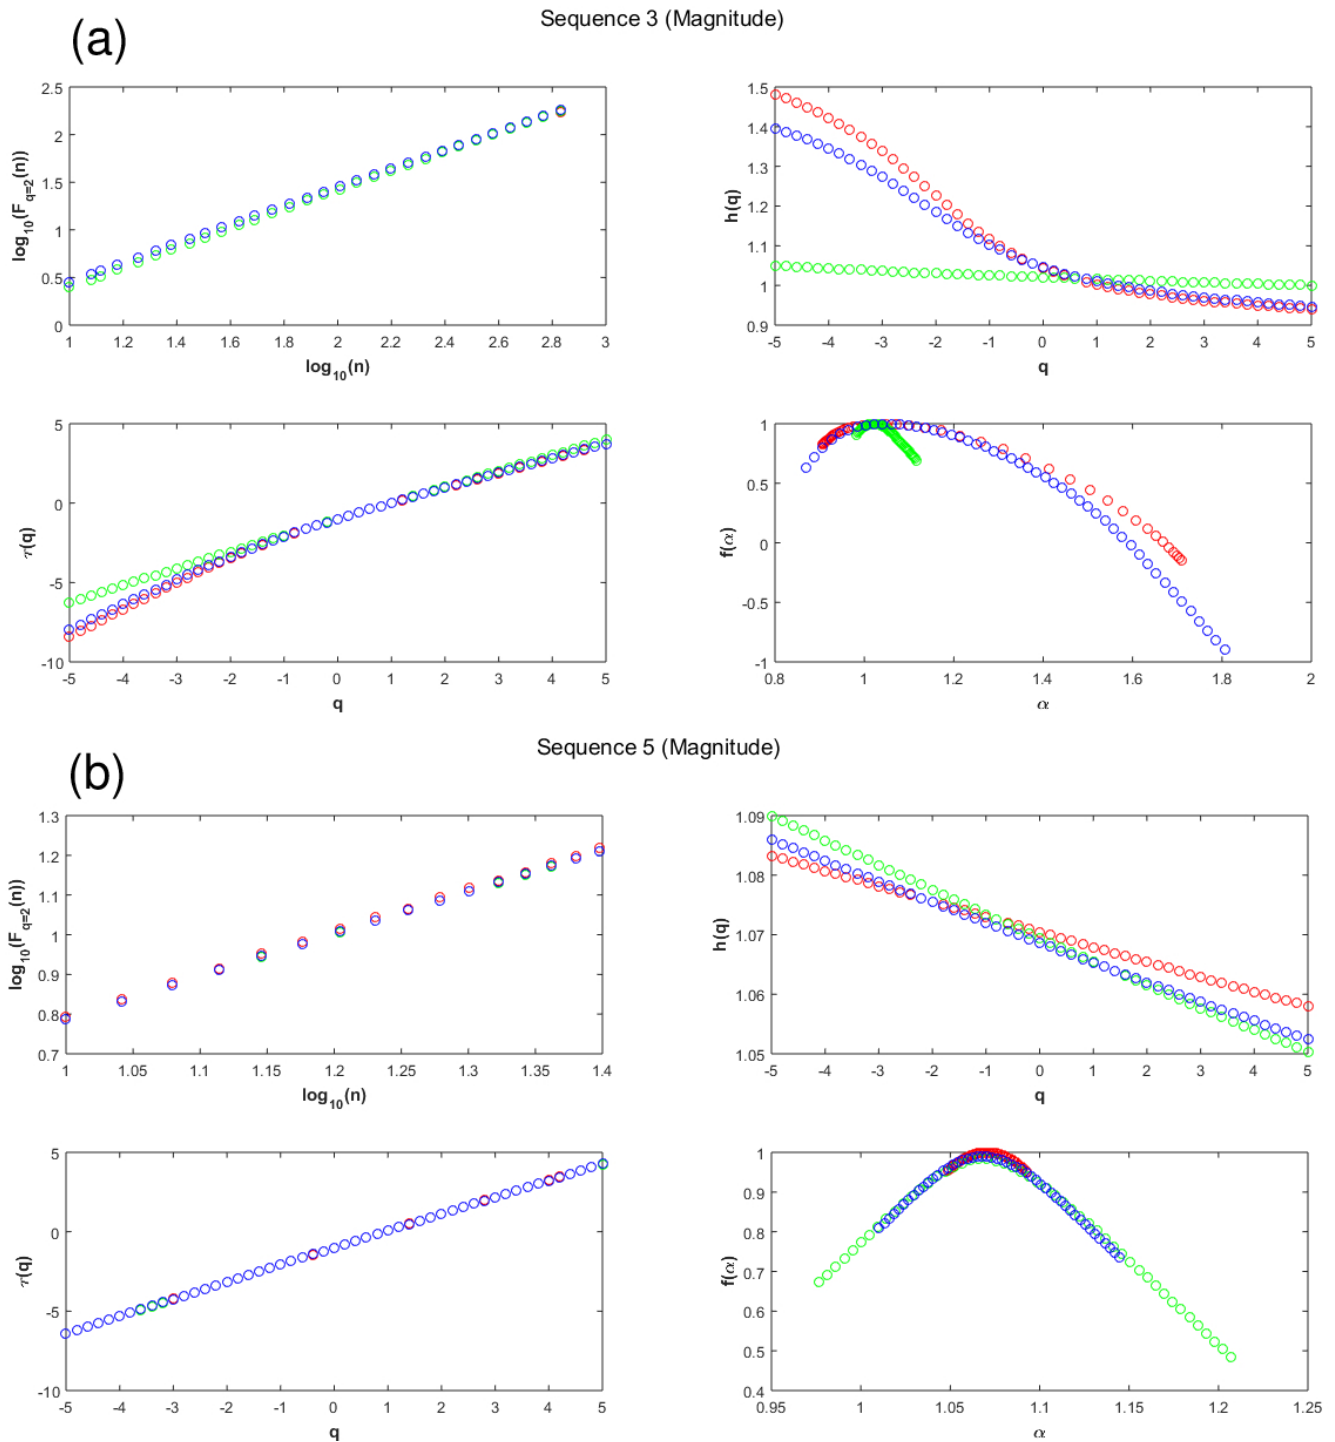 Sequence 3 (Magnitude)
(a)
2.5
2
1.5
1
0.5
0
log10(Fq=2(n))
1 1.2 1.4 1.6 1.8 2 2.2 2.4 2.6 2.8 3
log10(n)
1.5
1.4
1.3
1.2
1.1
1
0.9
h(q)
-5 -4 -3 -2 -1 0 1 2 3 4 5
q
5
0
-5
-10
τ(q)
-5 -4 -3 -2 -1 0 1 2 3 4 5
q
1
0.5
0
-0.5
-1
f(α)
0.8 1 1.2 1.4 1.6 1.8 2
α
Sequence 5 (Magnitude)
(b)
1.3
1.2
1.1
1
0.9
0.8
0.7
log10(Fq=2(n))
1 1.05 1.1 1.15 1.2 1.25 1.3 1.35 1.4
log10(n)
1.09
1.08
1.07
1.06
1.05
h(q)
-5 -4 -3 -2 -1 0 1 2 3 4 5
q
5
0
-5
-10
τ(q)
-5 -4 -3 -2 -1 0 1 2 3 4 5
q
1
0.9
0.8
0.7
0.6
0.5
0.4
f(α)
0.95 1 1.05 1.1 1.15 1.2 1.25
α